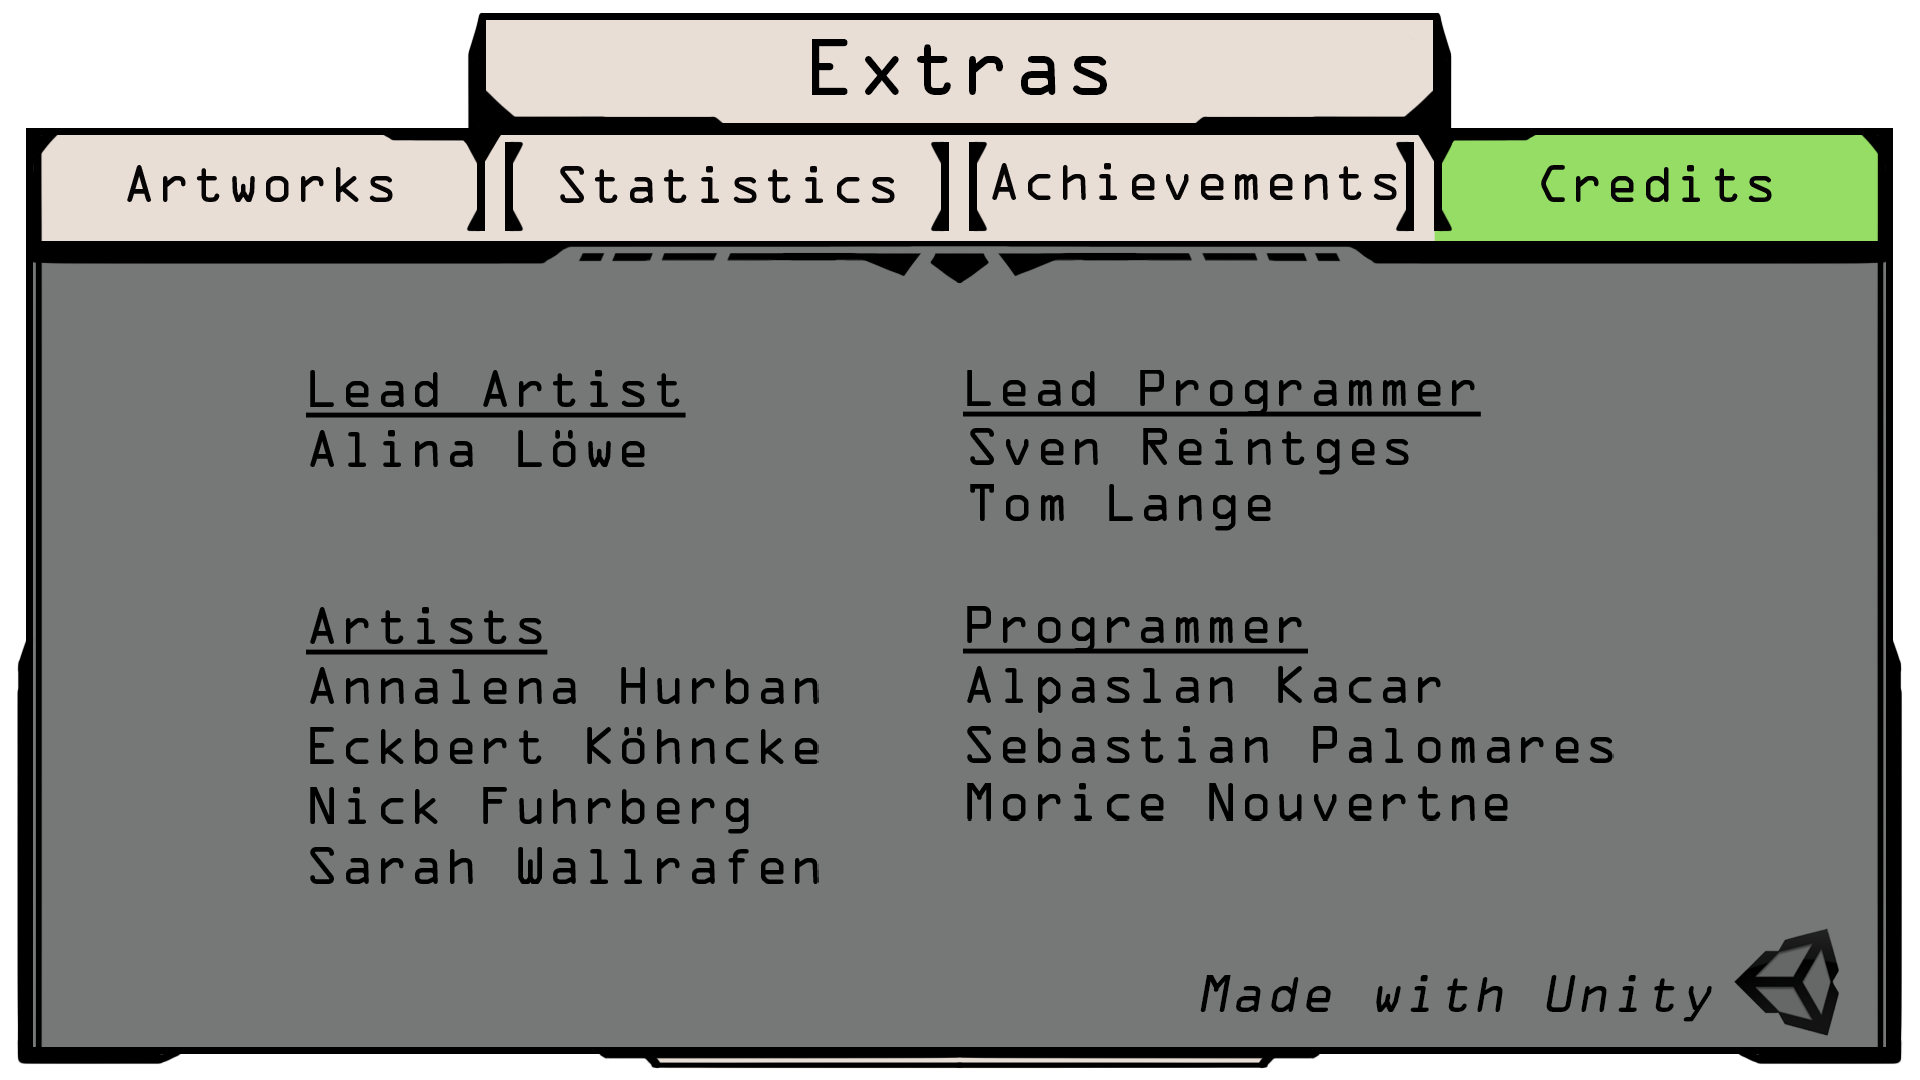 Extras
Artworks
Statistics
Achievements
Credits
Lead Artist
Alina Löwe
Lead Programmer
Sven Reintges
Tom Lange
Artists
Annalena Hurban
Eckbert Köhncke
Nick Fuhrberg
Sarah Wallrafen
Programmer
Alpaslan Kacar
Sebastian Palomares
Morice Nouvertne
Made with Unity